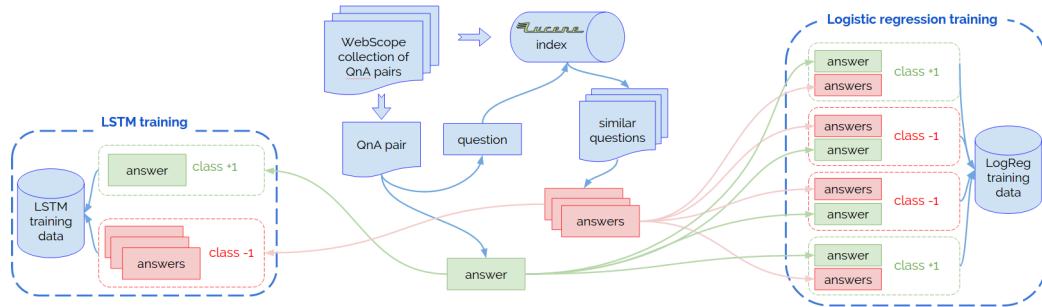 WebScope
collection of
QnA pairs
Lucene
index
Logistic regression training
LSTM training
QnA pair
question
similar
questions
answer
class +1
answers
answers
class -1
answer
answers
class -1
answer
answer
class +1
answers
LogReg
training
data
answer
class +1
LSTM
training
data
answers
class -1
answers
answer